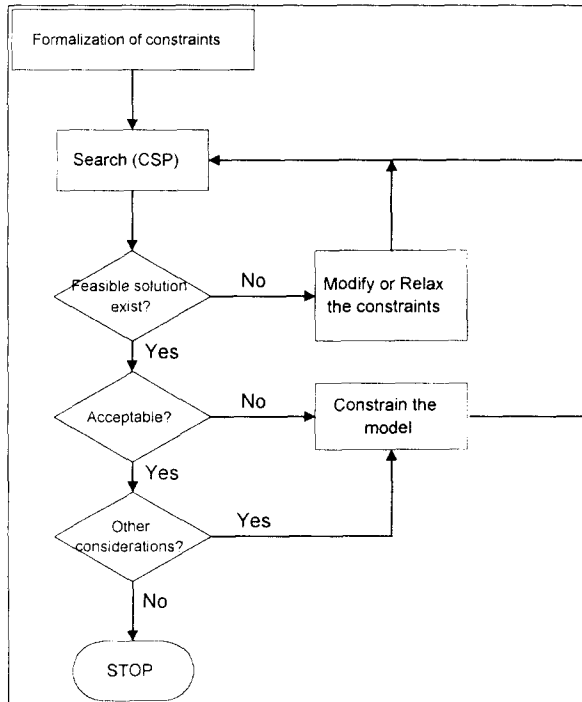 Formalization of constraints
Search (CSP)
Feasible solution
exist?
No
Modify or Relax
the constraints
Yes
Acceptable?
No
Constrain the
model
Yes
Other
considerations?
Yes
No
STOP